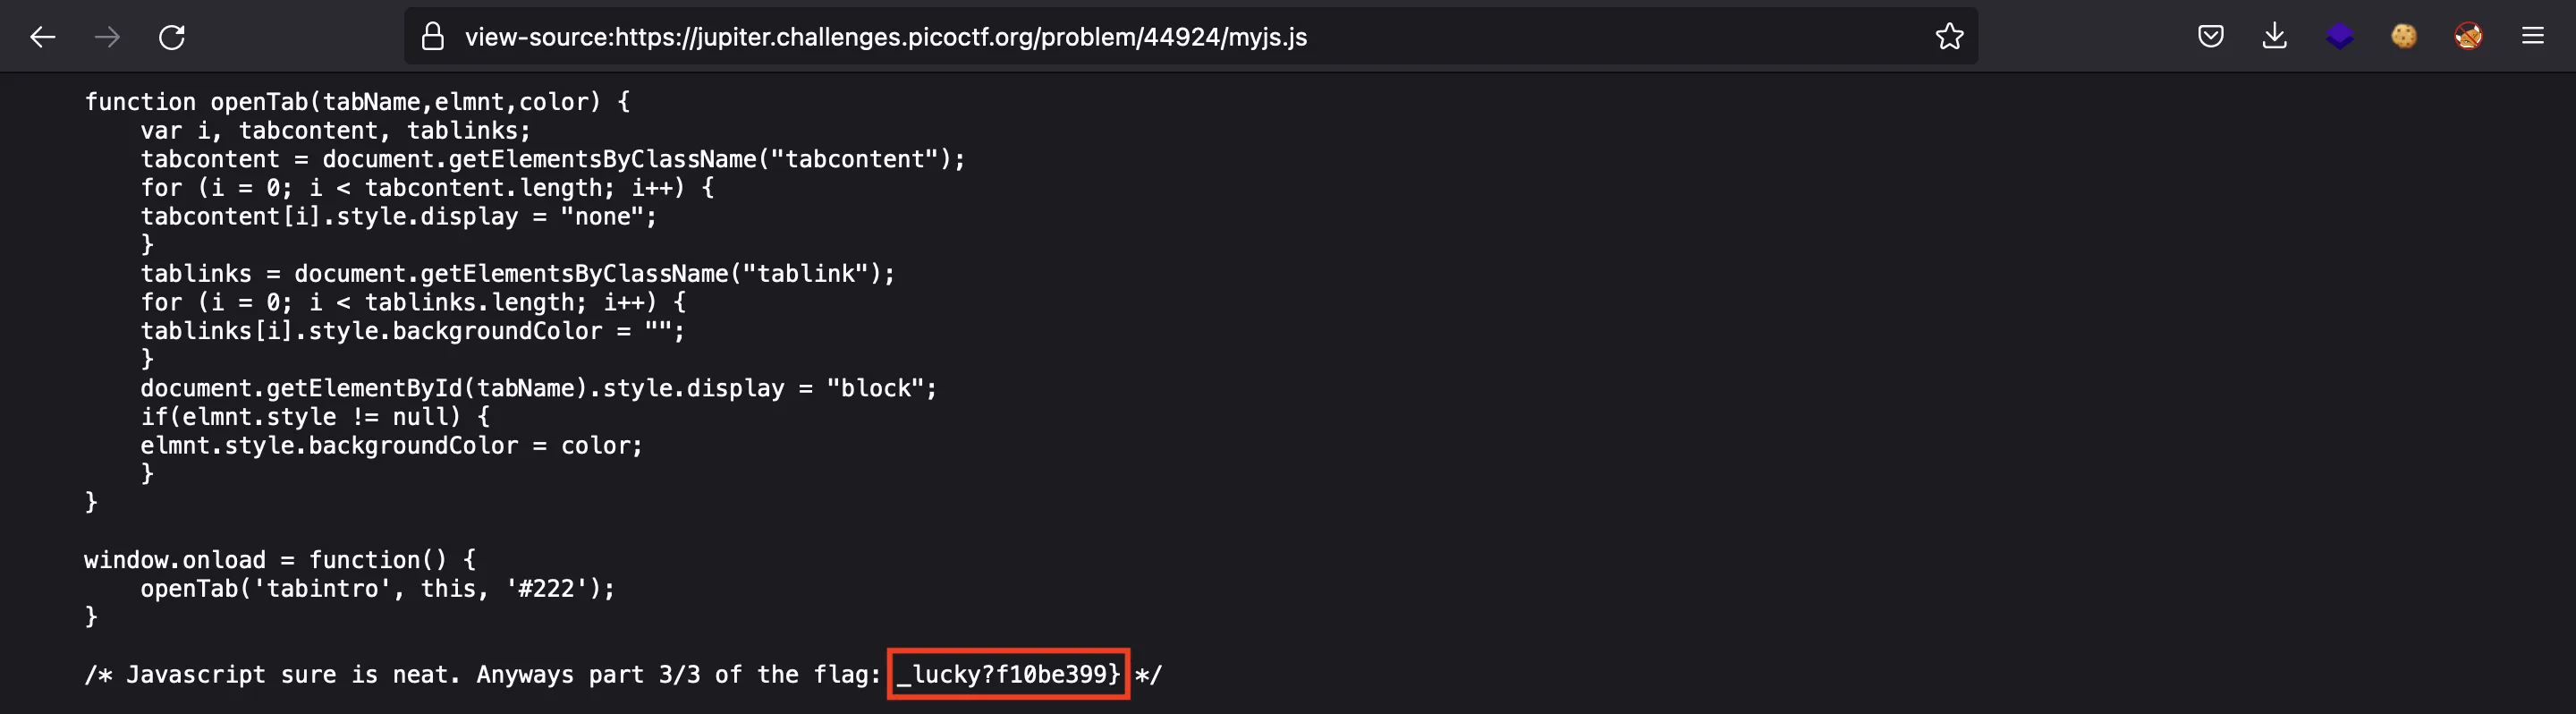 view-source:https://jupiter.challenges.picoctf.org/problem/44924/myjs.js
function openTab(tabName,elmnt,color) {
    var i, tabcontent, tablinks;
    tabcontent = document.getElementsByClassName("tabcontent");
    for (i = 0; i < tabcontent.length; i++) {
    tabcontent[i].style.display = "none";
    }
    tablinks = document.getElementsByClassName("tablink");
    for (i = 0; i < tablinks.length; i++) {
    tablinks[i].style.backgroundColor = "";
    }
    document.getElementById(tabName).style.display = "block";
    if(elmnt.style != null) {
    elmnt.style.backgroundColor = color;
    }
}

window.onload = function() {
    openTab('tabintro', this, '#222');
}

/* Javascript sure is neat. Anyways part 3/3 of the flag: _lucky?f10be399} */